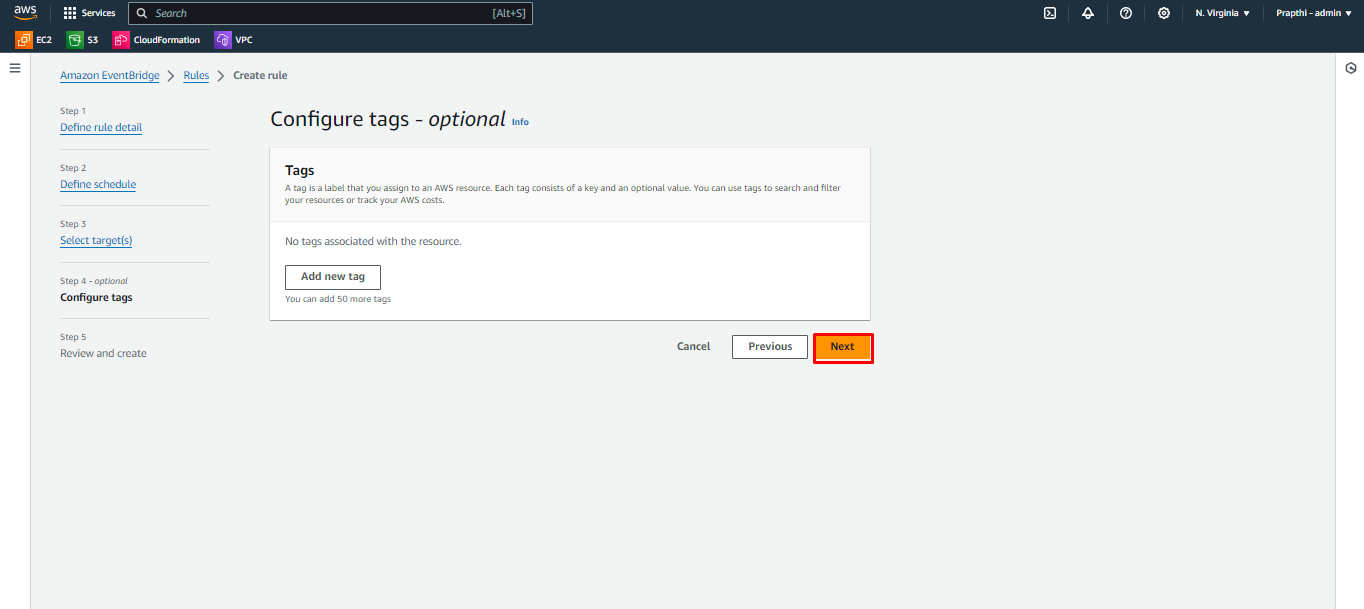 aws
Services
Search
[Alt+S]
N. Virginia
Prapthi - admin
EC2
S3
CloudFormation
VPC
Amazon EventBridge
Rules
Create rule
Step 1
Define rule detail
Step 2
Define schedule
Step 3
Select target(s)
Step 4 - optional
Configure tags
Step 5
Review and create
Configure tags - optional Info
Tags
A tag is a label that you assign to an AWS resource. Each tag consists of a key and an optional value. You can use tags to search and filter
your resources or track your AWS costs.
No tags associated with the resource.
Add new tag
You can add 50 more tags
Cancel
Previous
Next